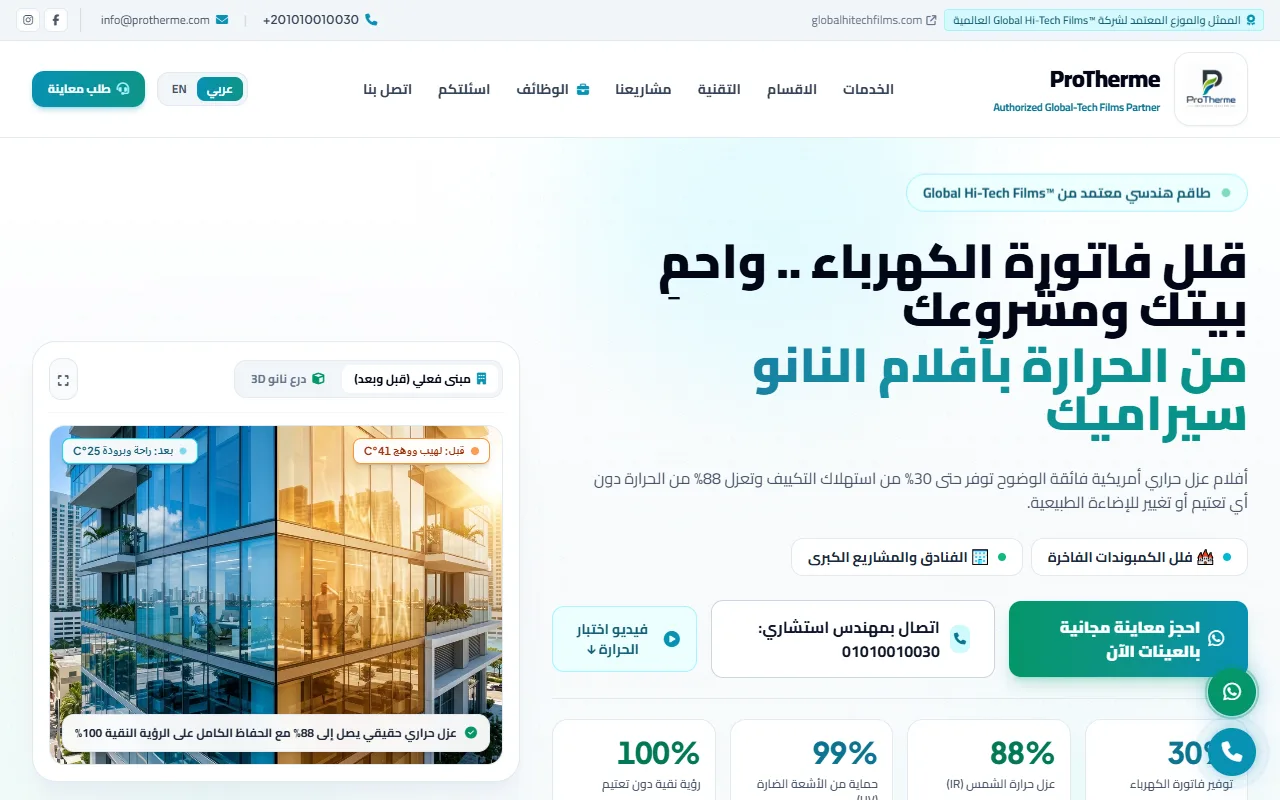 الممثل والموزع المعتمد لشركة Global Hi-Tech Films™ العالمية
globalhitechfilms.com
+201010010030
info@protherme.com
ProTherme
ProTherme
Authorized Global-Tech Films Partner
الخدمات
الاقسام
التقنية
مشاريعنا
الوظائف
اسئلتكم
اتصل بنا
عربي
EN
طلب معاينة
طاقم هندسي معتمد من Global Hi-Tech Films™
قلل فاتورة الكهرباء .. واحمِ
بيتك ومشروعك
من الحرارة بأفلام النانو
سيراميك
أفلام عزل حراري أمريكية فائقة الوضوح توفر حتى 30% من استهلاك التكييف وتعزل 88% من الحرارة دون
أي تعتيم أو تغيير للإضاءة الطبيعية.
فلل الكمبوندات الفاخرة
الفنادق والمشاريع الكبرى
احجز معاينة مجانية
بالعينات الآن
اتصال بمهندس استشاري:
01010010030
فيديو اختبار
الحرارة ↓
30%
توفير فاتورة الكهرباء
88%
عزل حرارة الشمس (IR)
99%
حماية من الأشعة الضارة
100%
رؤية نقية دون تعتيم
مبنى فعلي (قبل وبعد)
درع نانو 3D
قبل: لهيب ووهج 41°C
بعد: راحة وبرودة 25°C
عزل حراري حقيقي يصل إلى 88% مع الحفاظ الكامل على الرؤية النقية 100%